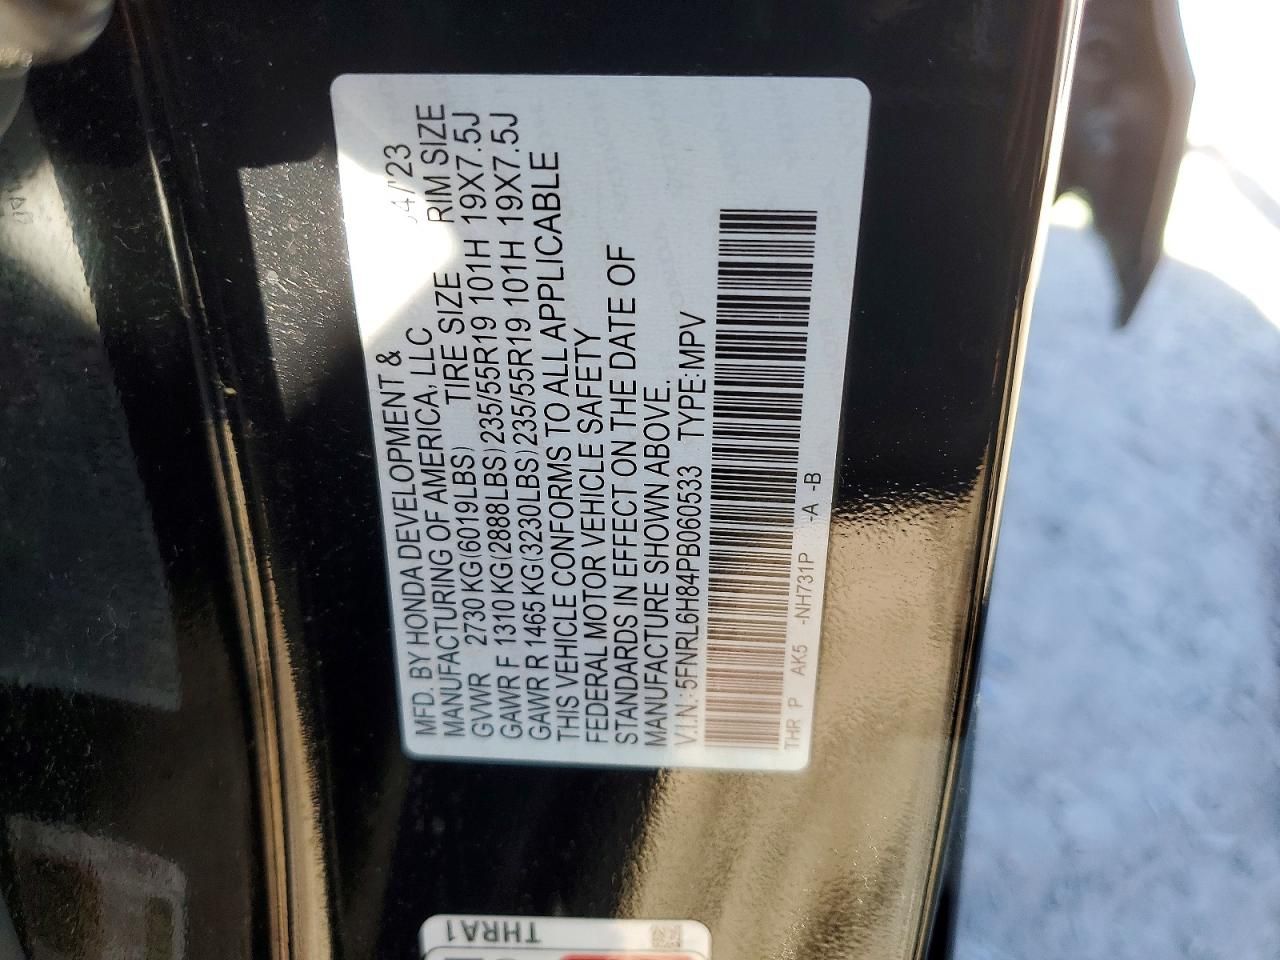 MFD. BY HONDA DEVELOPMENT &
MANUFACTURING OF AMERICA, LLC 04/'23
GVWR 2730 KG(6019LBS) TIRE SIZE RIM SIZE
GAWR F 1310 KG(2888LBS) 235/55R19 101H 19X7.5J
GAWR R 1465 KG(3230LBS) 235/55R19 101H 19X7.5J
THIS VEHICLE CONFORMS TO ALL APPLICABLE
FEDERAL MOTOR VEHICLE SAFETY
STANDARDS IN EFFECT ON THE DATE OF
MANUFACTURE SHOWN ABOVE.
V.I.N.: 5FNRL6H84PB060533 TYPE:MPV
THR P AK5 -NH731P -A -B
THRA1